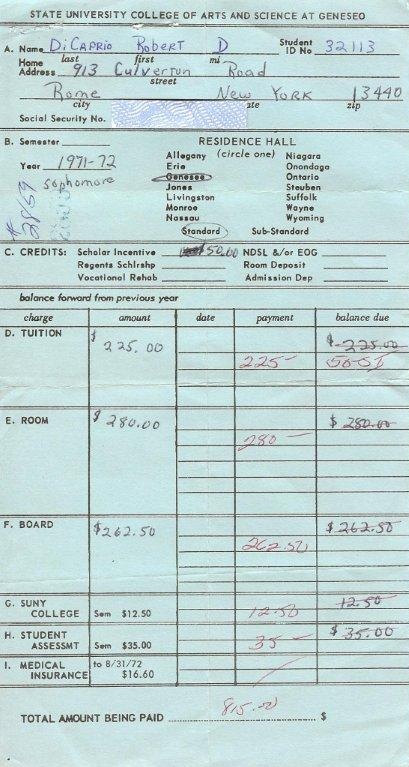 STATE UNIVERSITY COLLEGE OF ARTS AND SCIENCE AT GENESEO
A. Name DiCaprio Robert D Student ID No 32113
last first mi
Home Address 913 Culverton Road
street
Rome New York 13440
city state zip
Social Security No.
B. Semester RESIDENCE HALL
(circle one)
Year 1971-72
Sophomore
# 2869
Allegany Niagara
Erie Onondaga
Genesee Ontario
Jones Steuben
Livingston Suffolk
Monroe Wayne
Nassau Wyoming
Standard Sub-Standard
C. CREDITS: Scholar Incentive 50.00 NDSL &/or EOG
Regents Schlrshp Room Deposit
Vocational Rehab Admission Dep
balance forward from previous year
charge amount date payment balance due
D. TUITION $225.00 $225.00
225- 50 SI
E. ROOM $280.00 $280.00
280-
F. BOARD $262.50 $262.50
262.50
G. SUNY COLLEGE Sem $12.50 12.50 12.50
H. STUDENT ASSESSMT Sem $35.00 35- $35.00
I. MEDICAL INSURANCE to 8/31/72 $16.60
TOTAL AMOUNT BEING PAID 815.00 $